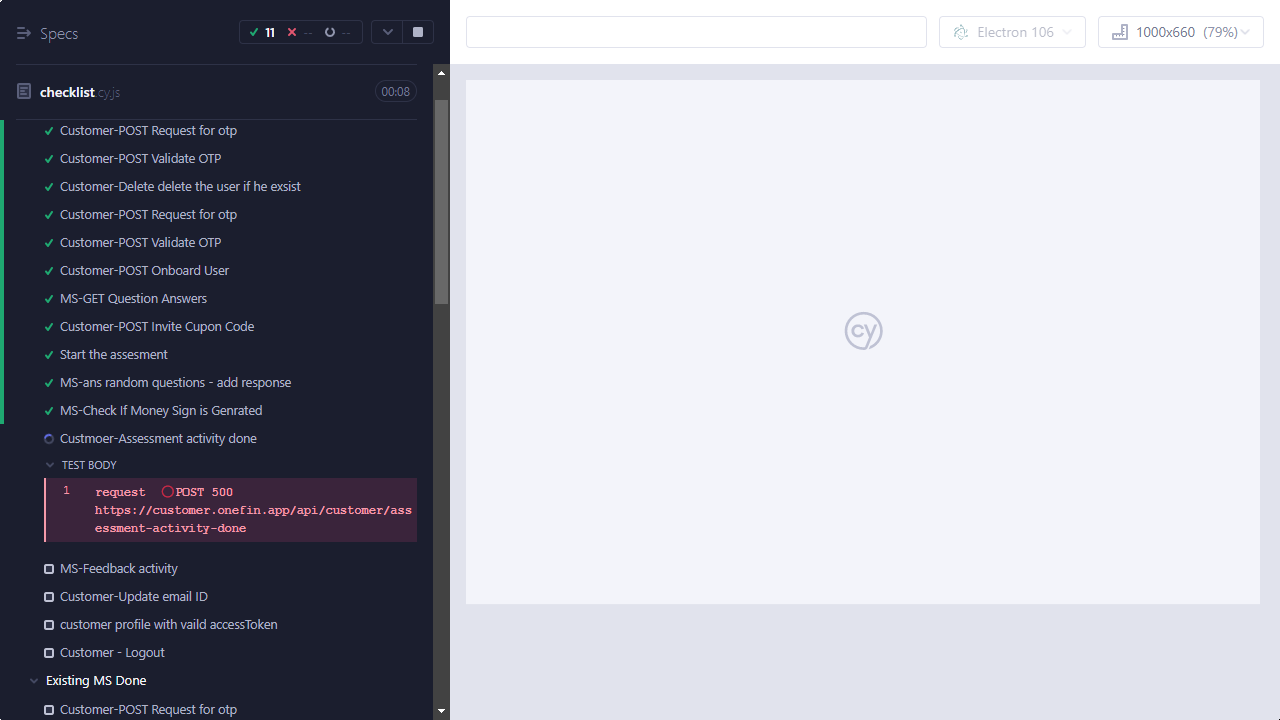 Specs
11 -- --
Electron 106
1000x660 (79%)
checklist cy.js
00:08
Customer-POST Request for otp
Customer-POST Validate OTP
Customer-Delete delete the user if he exsist
Customer-POST Request for otp
Customer-POST Validate OTP
Customer-POST Onboard User
MS-GET Question Answers
Customer-POST Invite Cupon Code
Start the assesment
MS-ans random questions - add response
MS-Check If Money Sign is Genrated
Custmoer-Assessment activity done
TEST BODY
1 request POST 500
https://customer.onefin.app/api/customer/ass
essment-activity-done
MS-Feedback activity
Customer-Update email ID
customer profile with vaild accessToken
Customer - Logout
Existing MS Done
Customer-POST Request for otp
cy